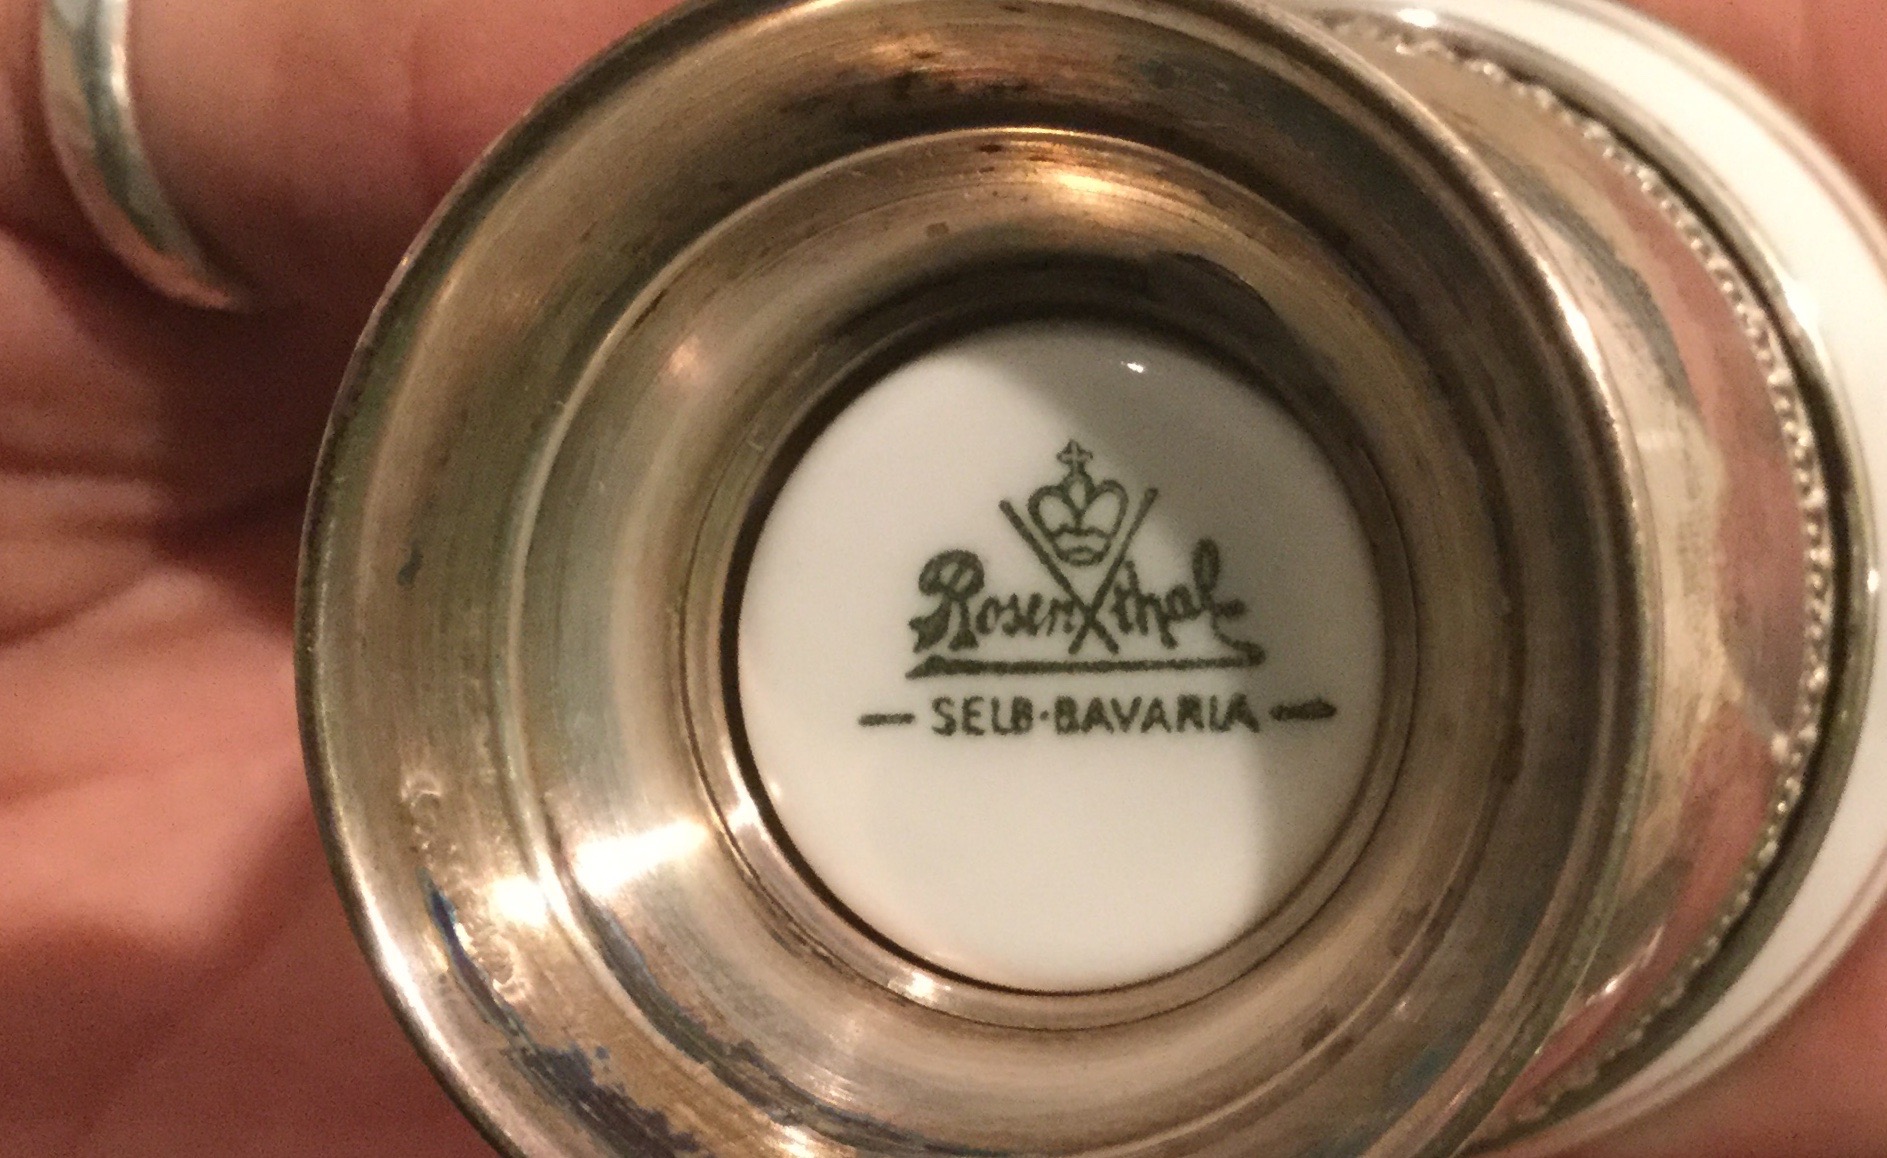 Rosenthal
— SELB·BAVARIA —